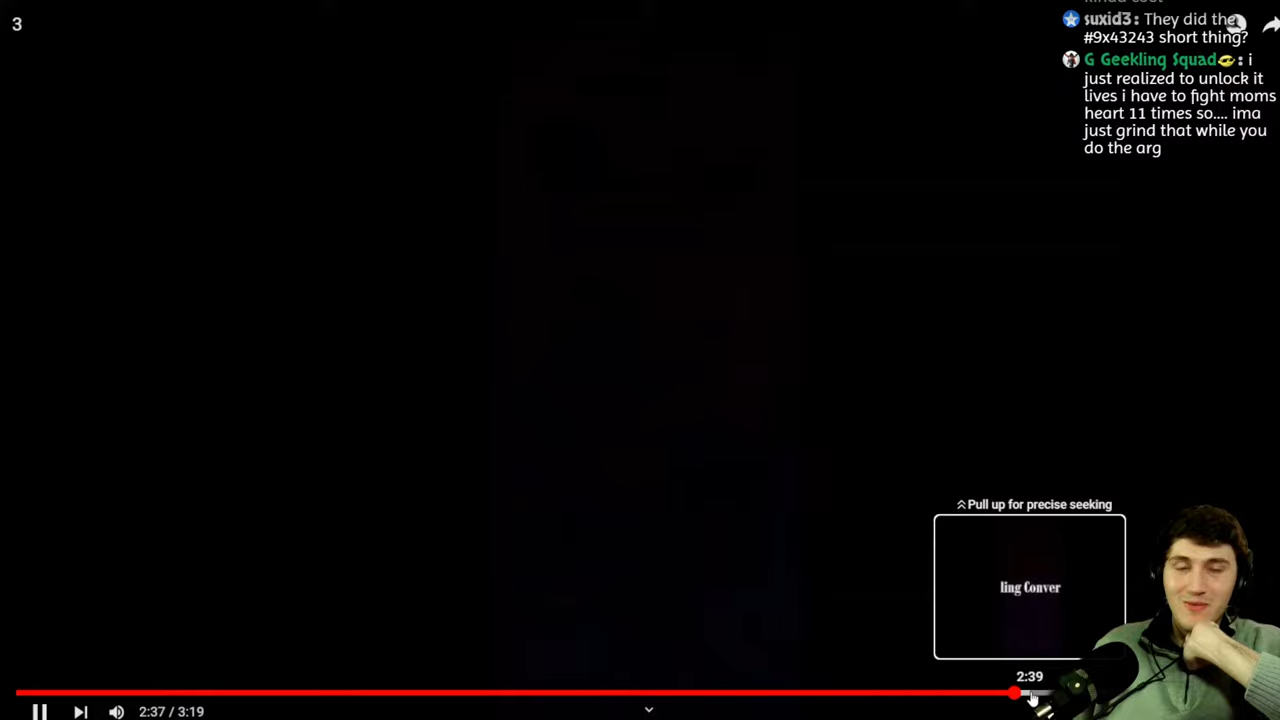 3
suxid3: They did the
#9x43243 short thing?
G Geekling Squad: i
just realized to unlock it
lives i have to fight moms
heart 11 times so.... ima
just grind that while you
do the arg
Pull up for precise seeking
ling Conver
2:39
2:37 / 3:19